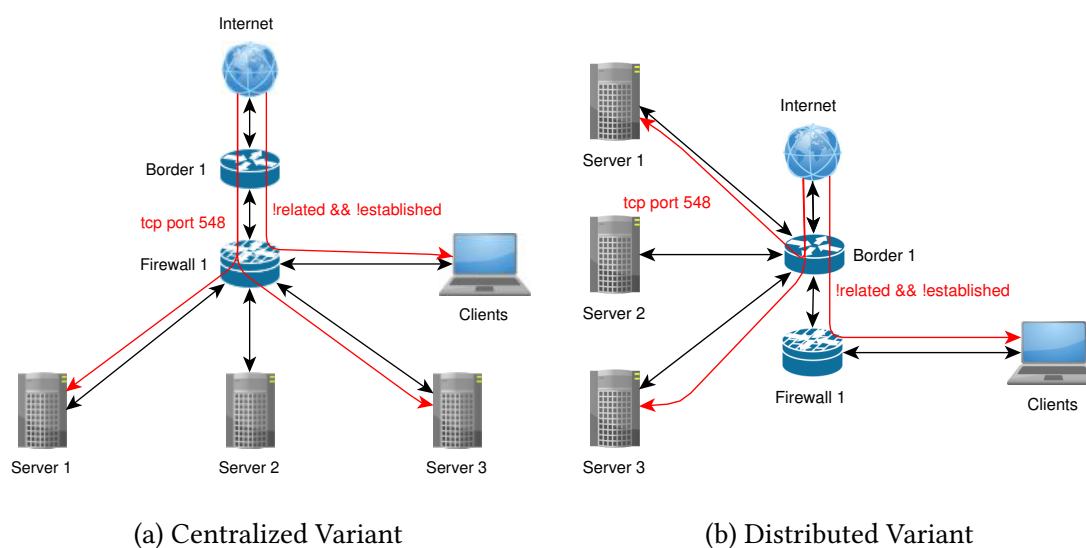 Internet
Border 1
tcp port 548
!related && !established
Firewall 1
Clients
Server 1
Server 2
Server 3
(a) Centralized Variant
Server 1
Internet
tcp port 548
Border 1
Server 2
!related && !established
Firewall 1
Clients
Server 3
(b) Distributed Variant